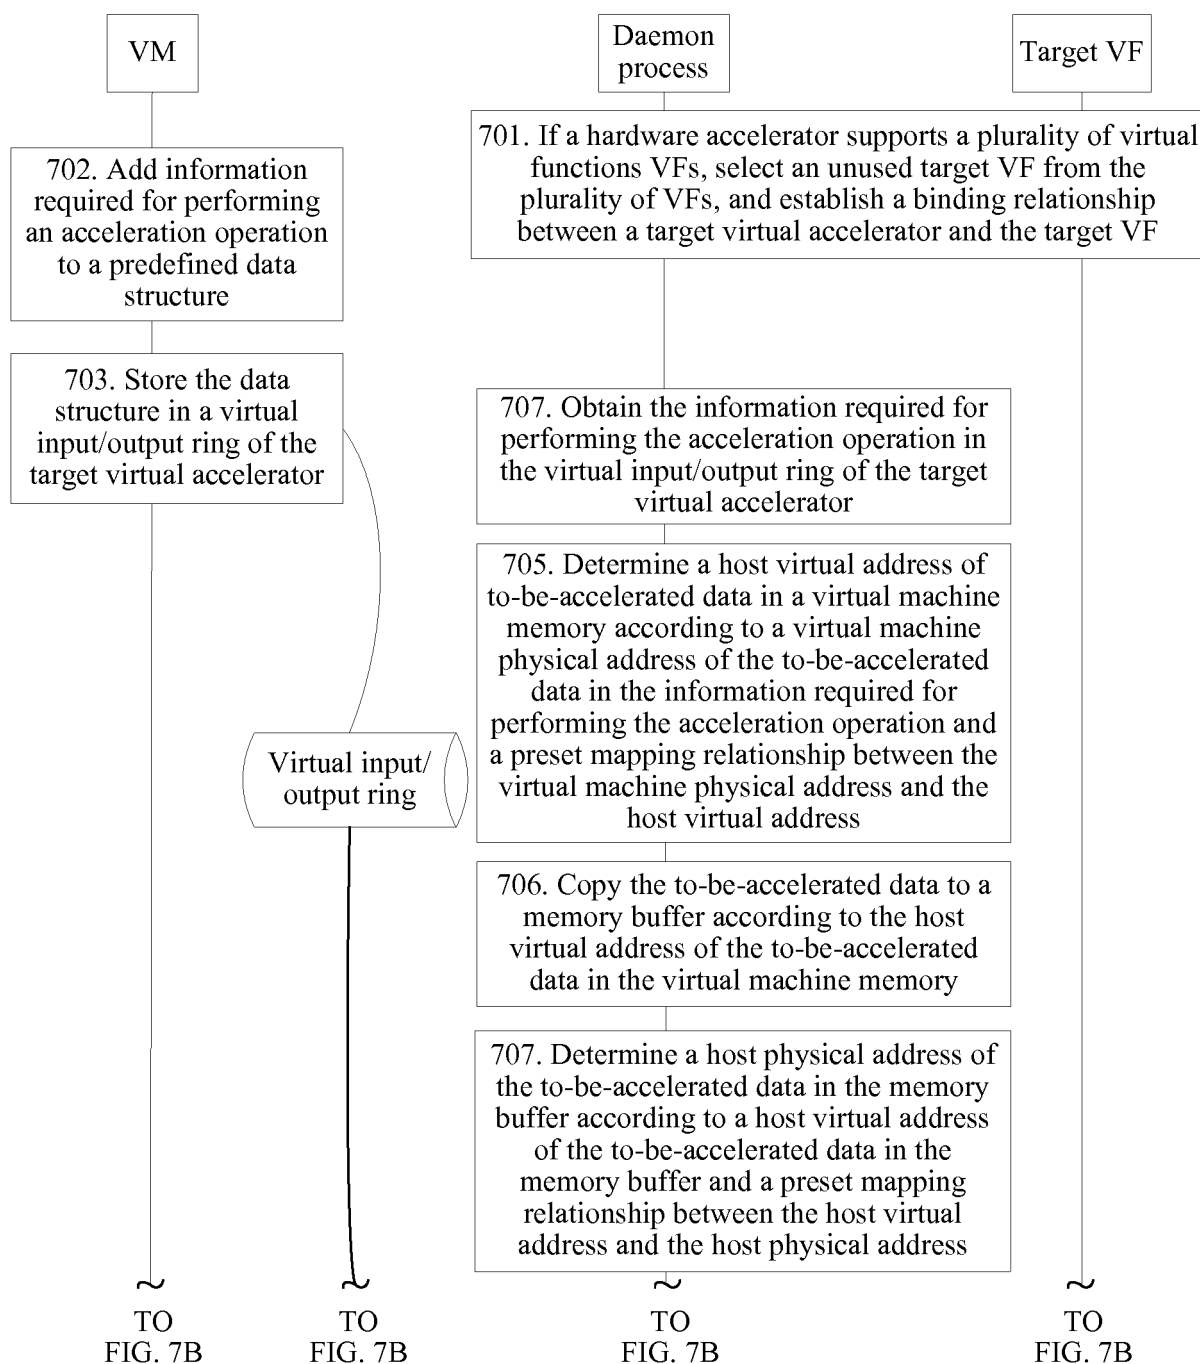 VM
Daemon
process
Target VF
701. If a hardware accelerator supports a plurality of virtual
functions VFs, select an unused target VF from the
plurality of VFs, and establish a binding relationship
between a target virtual accelerator and the target VF
702. Add information
required for performing
an acceleration operation
to a predefined data
structure
703. Store the data
structure in a virtual
input/output ring of the
target virtual accelerator
707. Obtain the information required for
performing the acceleration operation in
the virtual input/output ring of the target
virtual accelerator
705. Determine a host virtual address of
to-be-accelerated data in a virtual machine
memory according to a virtual machine
physical address of the to-be-accelerated
data in the information required for
performing the acceleration operation and
a preset mapping relationship between the
virtual machine physical address and the
host virtual address
Virtual input/
output ring
706. Copy the to-be-accelerated data to a
memory buffer according to the host
virtual address of the to-be-accelerated
data in the virtual machine memory
707. Determine a host physical address of
the to-be-accelerated data in the memory
buffer according to a host virtual address
of the to-be-accelerated data in the
memory buffer and a preset mapping
relationship between the host virtual
address and the host physical address
TO
FIG. 7B
TO
FIG. 7B
TO
FIG. 7B
TO
FIG. 7B